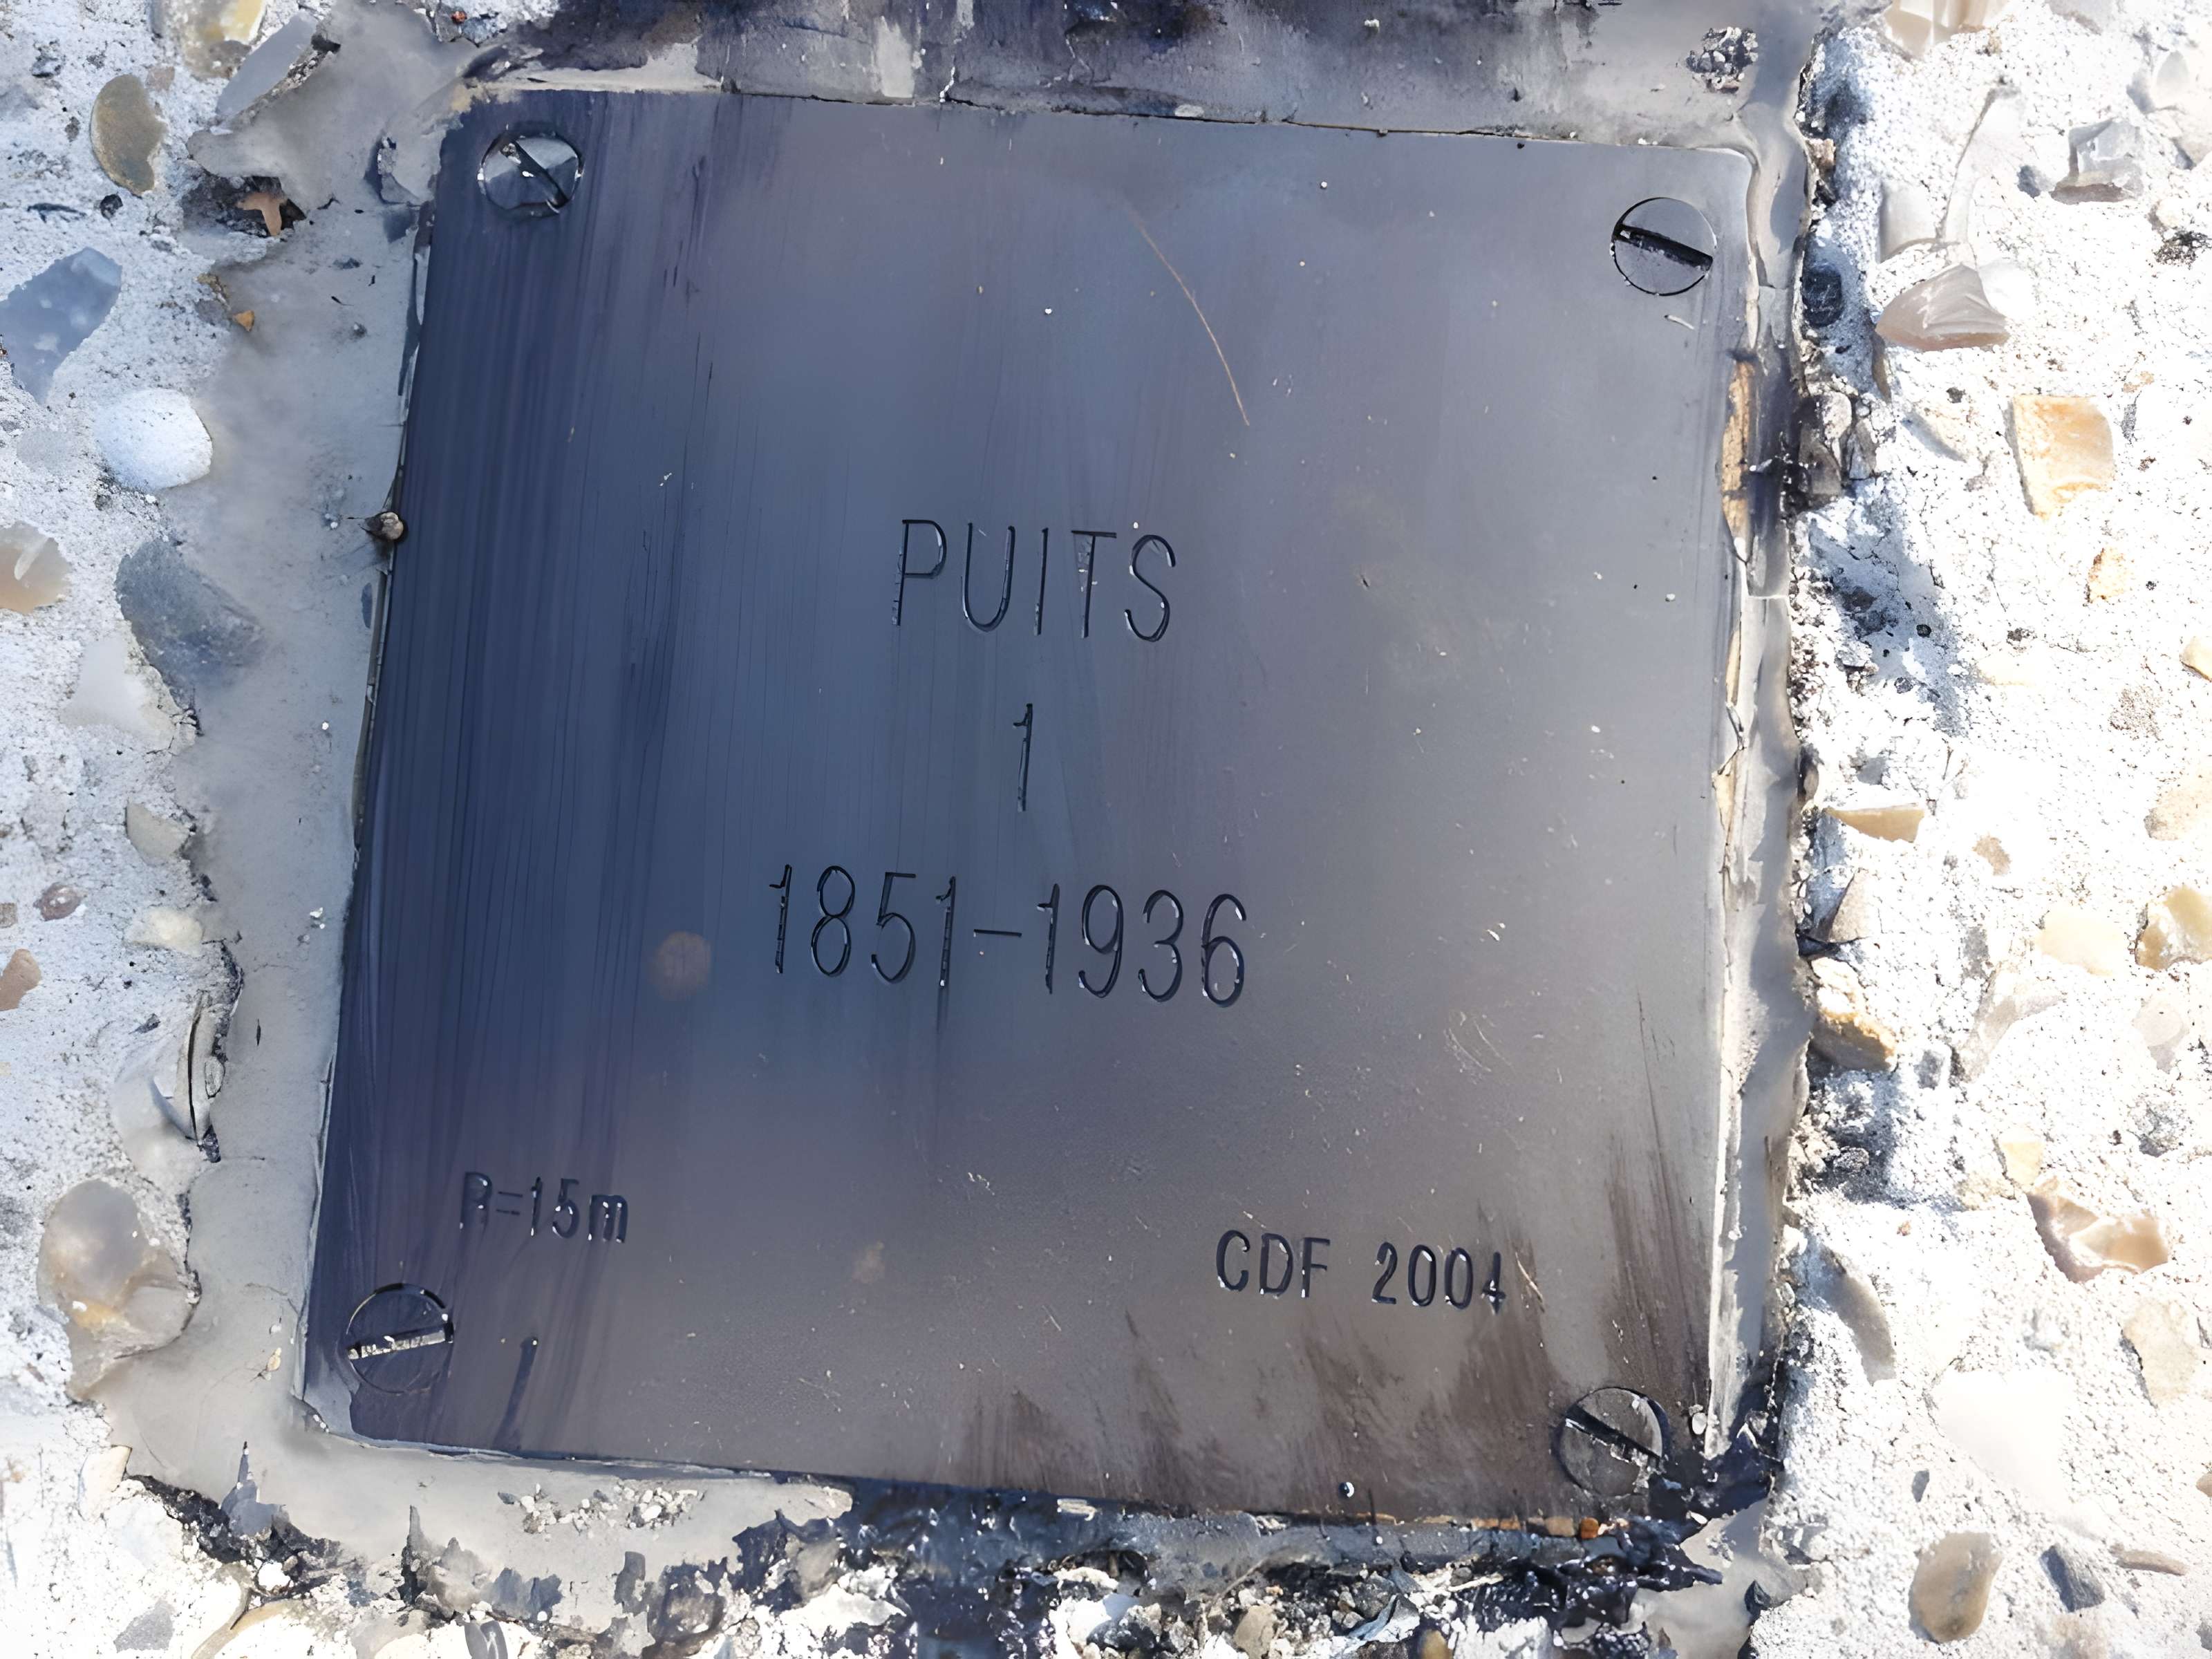 PUITS
1
1851-1936
R=15m
CDF 2004